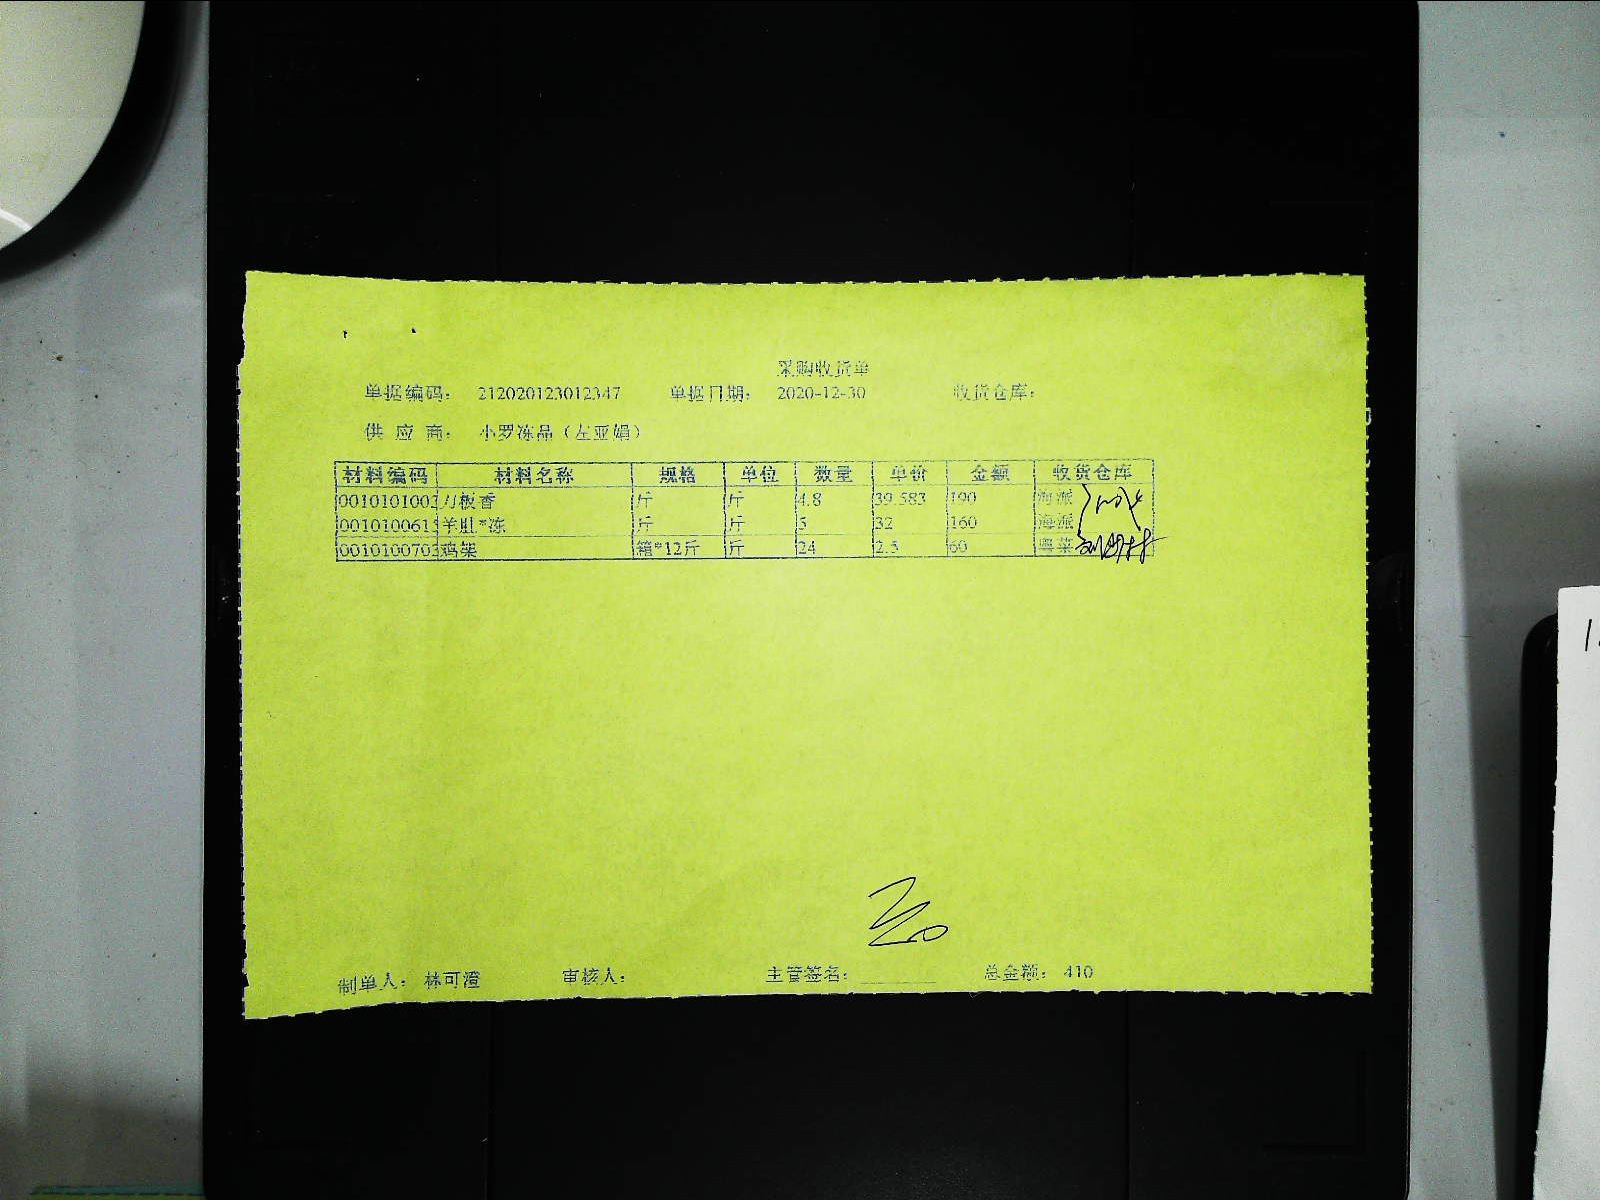 采购收货单
单据编码： 212020123012347 单据日期： 2020-12-30 收货仓库：
供 应 商： 小罗冻品（左亚娟）
材料编码 材料名称 规格 单位 数量 单价 金额 收货仓库
0010101002 刀板香 斤 斤 4.8 39.583 190 海派
001010061 羊肚*冻 斤 斤 5 32 160 海派
001010070 鸡架 箱*12斤 斤 24 2.5 60 粤菜
制单人： 林可澄 审核人： 主管签名： 总金额： 410